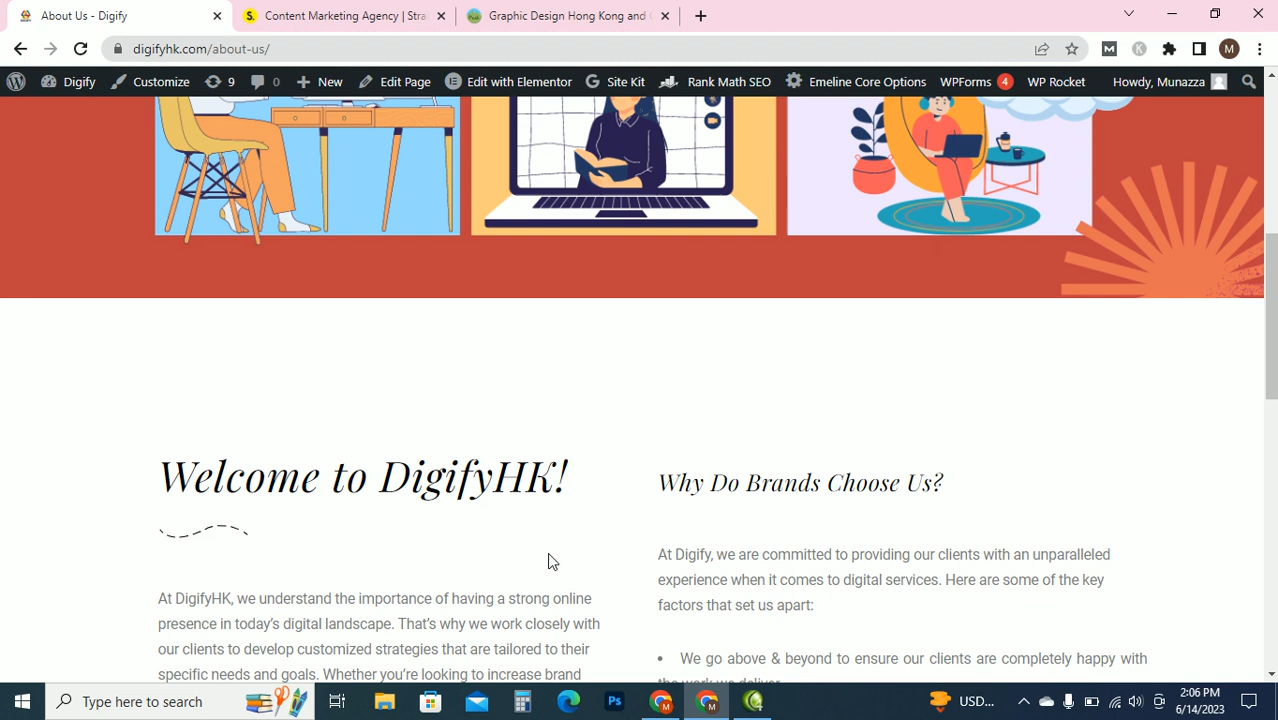 About Us - Digify
Content Marketing Agency | Stra
Graphic Design Hong Kong and
digifyhk.com/about-us/
M
K
M
Digify
Customize
9
0
New
Edit Page
Edit with Elementor
Site Kit
Rank Math SEO
Emeline Core Options
WPForms 4
WP Rocket
Howdy, Munazza
Welcome to DigifyHK!
At DigifyHK, we understand the importance of having a strong online
presence in today's digital landscape. That's why we work closely with
our clients to develop customized strategies that are tailored to their
specific needs and goals. Whether you're looking to increase brand
Why Do Brands Choose Us?
At Digify, we are committed to providing our clients with an unparalleled
experience when it comes to digital services. Here are some of the key
factors that set us apart:
• We go above & beyond to ensure our clients are completely happy with
the work we deliver
Type here to search
Ps
USD...
2:06 PM
6/14/2023